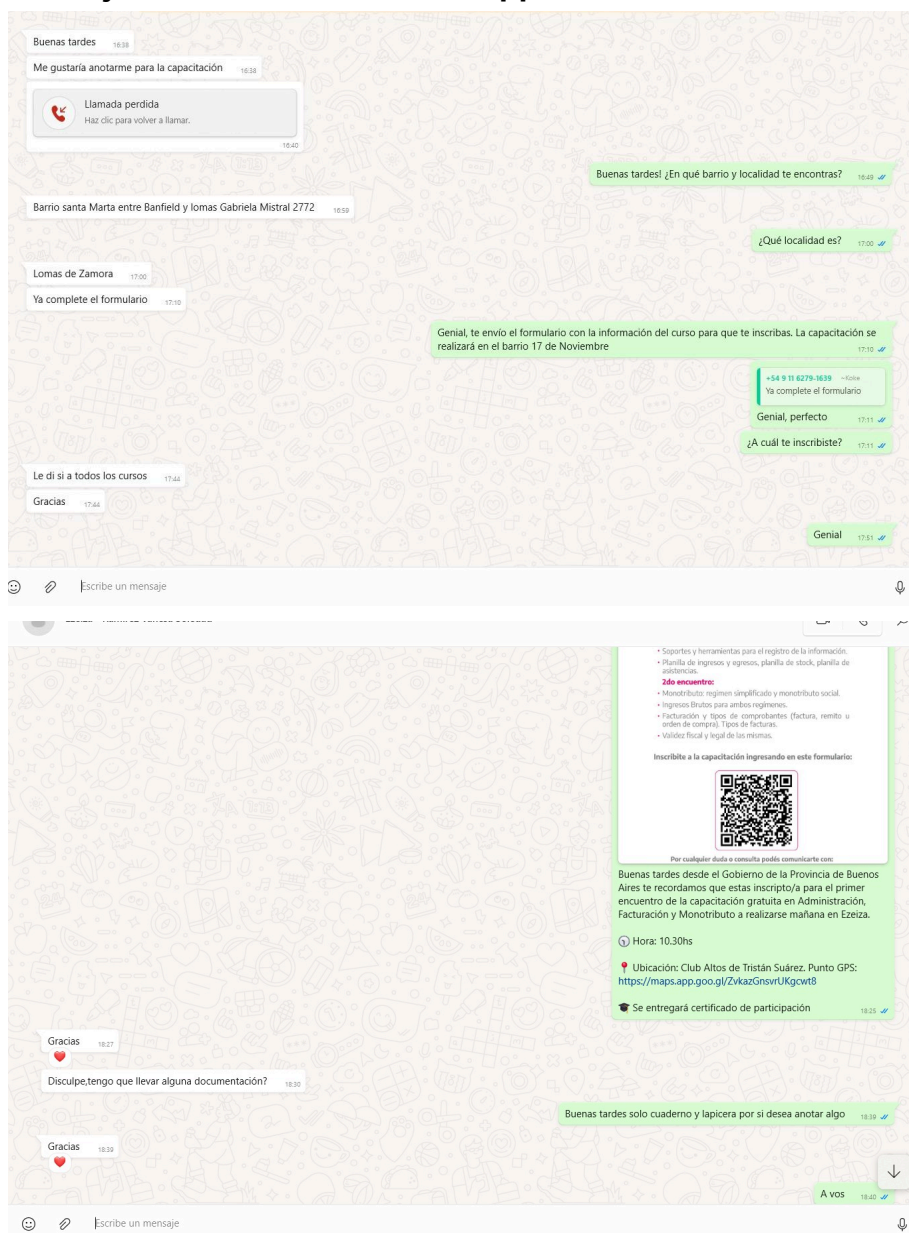 Buenas tardes 16:38
Me gustaría anotarme para la capacitación 16:38
Llamada perdida
Haz clic para volver a llamar.
16:40
Buenas tardes! ¿En qué barrio y localidad te encontras? 16:49
Barrio santa Marta entre Banfield y lomas Gabriela Mistral 2772 16:59
¿Qué localidad es? 17:00
Lomas de Zamora 17:00
Ya complete el formulario 17:10
Genial, te envío el formulario con la información del curso para que te inscribas. La capacitación se
realizará en el barrio 17 de Noviembre 17:10
+54 9 11 6279-1639 ~Koke
Ya complete el formulario
Genial, perfecto 17:11
¿A cuál te inscribiste? 17:11
Le di si a todos los cursos 17:44
Gracias 17:44
Genial 17:51
Escribe un mensaje
• Soportes y herramientas para el registro de la información.
• Planilla de ingresos y egresos, planilla de stock, planilla de
asistencias.
2do encuentro:
• Monotributo: regimen simplificado y monotributo social.
• Ingresos Brutos para ambos regímenes.
• Facturación y tipos de comprobantes (factura, remito u
orden de compra). Tipos de facturas.
• Validez fiscal y legal de las mismas.
Inscribite a la capacitación ingresando en este formulario:
Por cualquier duda o consulta podés comunicarte con:
Buenas tardes desde el Gobierno de la Provincia de Buenos
Aires te recordamos que estas inscripto/a para el primer
encuentro de la capacitación gratuita en Administración,
Facturación y Monotributo a realizarse mañana en Ezeiza.
Hora: 10.30hs
Ubicación: Club Altos de Tristán Suárez. Punto GPS:
https://maps.app.goo.gl/ZvkazGnsvrUKgcwt8
Se entregará certificado de participación 18:25
Gracias 18:27
Disculpe,tengo que llevar alguna documentación? 18:30
Buenas tardes solo cuaderno y lapicera por si desea anotar algo 18:39
Gracias 18:39
A vos 18:40
Escribe un mensaje